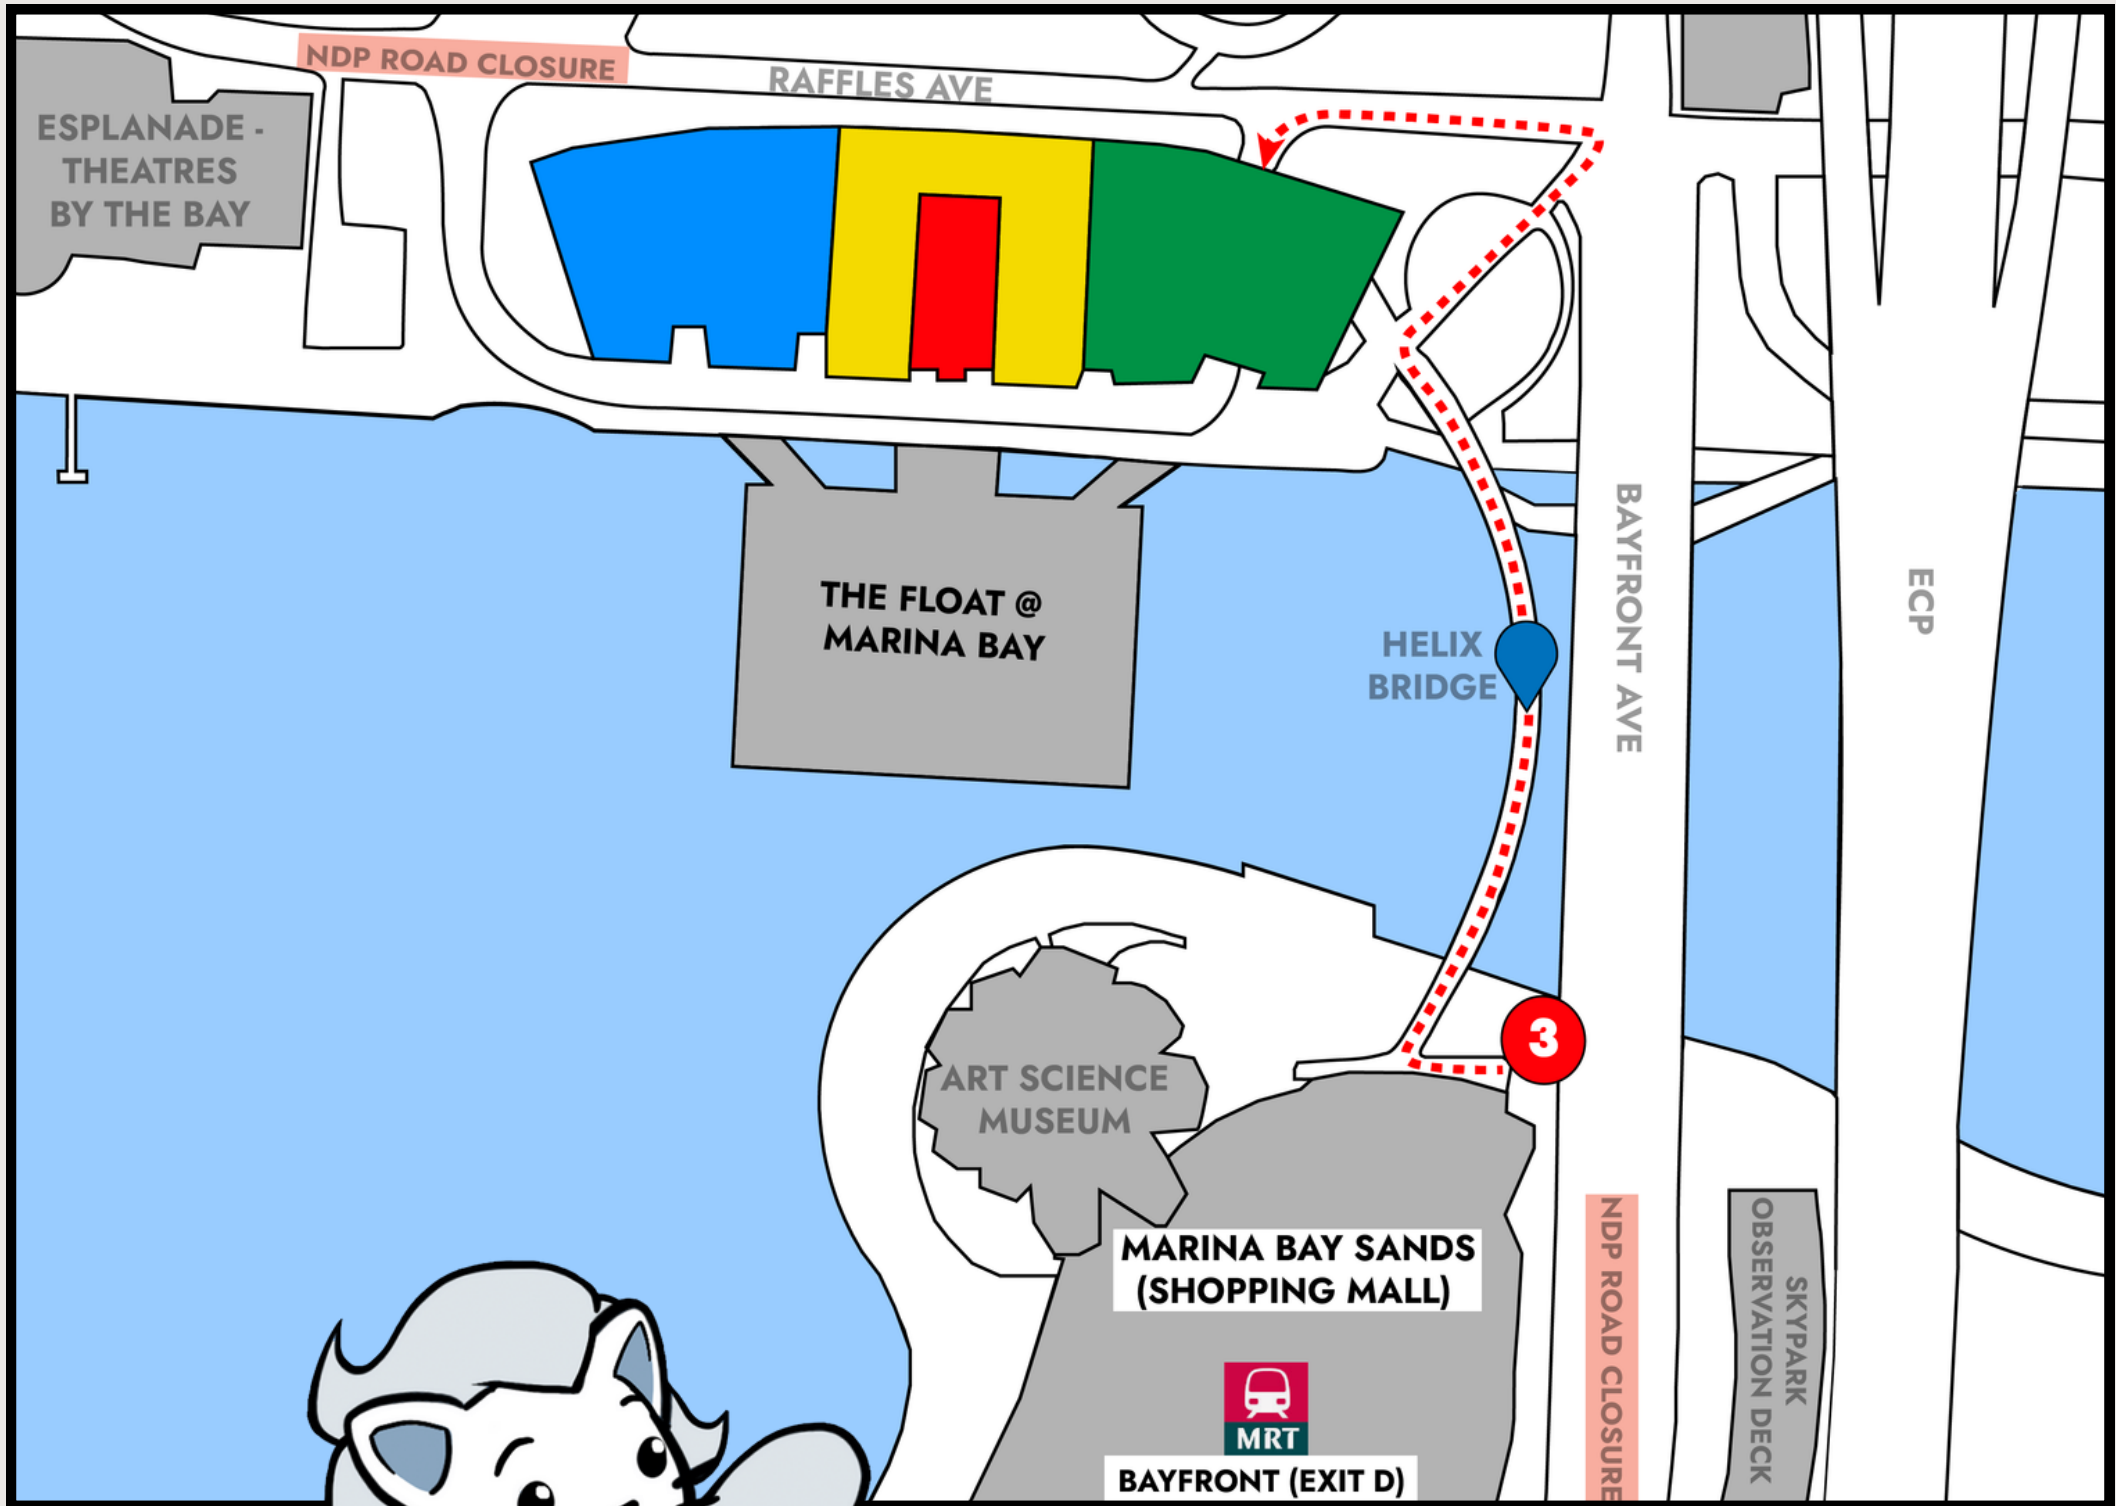 NDP ROAD CLOSURE
RAFFLES AVE
ESPLANADE -
THEATRES
BY THE BAY
THE FLOAT @
MARINA BAY
HELIX
BRIDGE
BAYFRONT AVE
ECP
3
ART SCIENCE
MUSEUM
MARINA BAY SANDS
(SHOPPING MALL)
MRT
BAYFRONT (EXIT D)
NDP ROAD CLOSURE
SKYPARK
OBSERVATION DECK